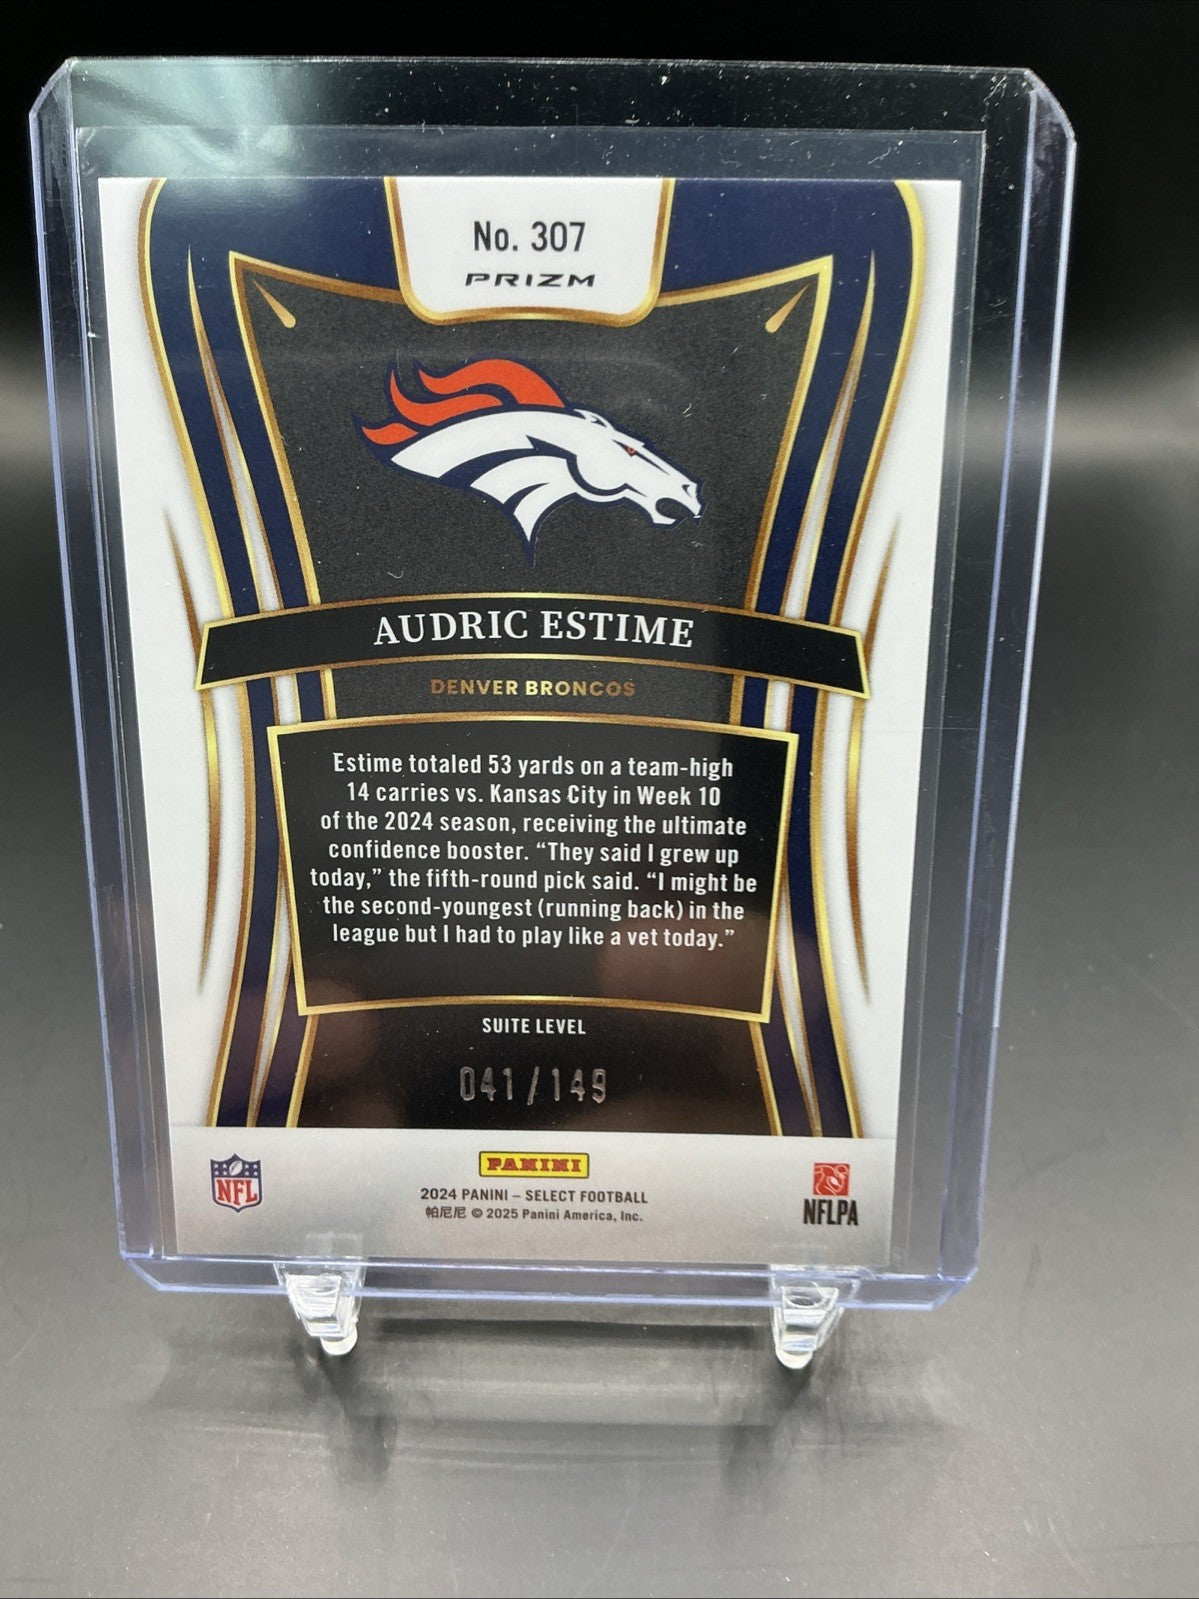 No. 307
PRIZM
AUDRIC ESTIME
DENVER BRONCOS
Estime totaled 53 yards on a team-high
14 carries vs. Kansas City in Week 10
of the 2024 season, receiving the ultimate
confidence booster. “They said I grew up
today,” the fifth-round pick said. “I might be
the second-youngest (running back) in the
league but I had to play like a vet today.”
SUITE LEVEL
041/149
PANINI
NFL
2024 PANINI – SELECT FOOTBALL
帕尼尼 © 2025 Panini America, Inc.
NFLPA